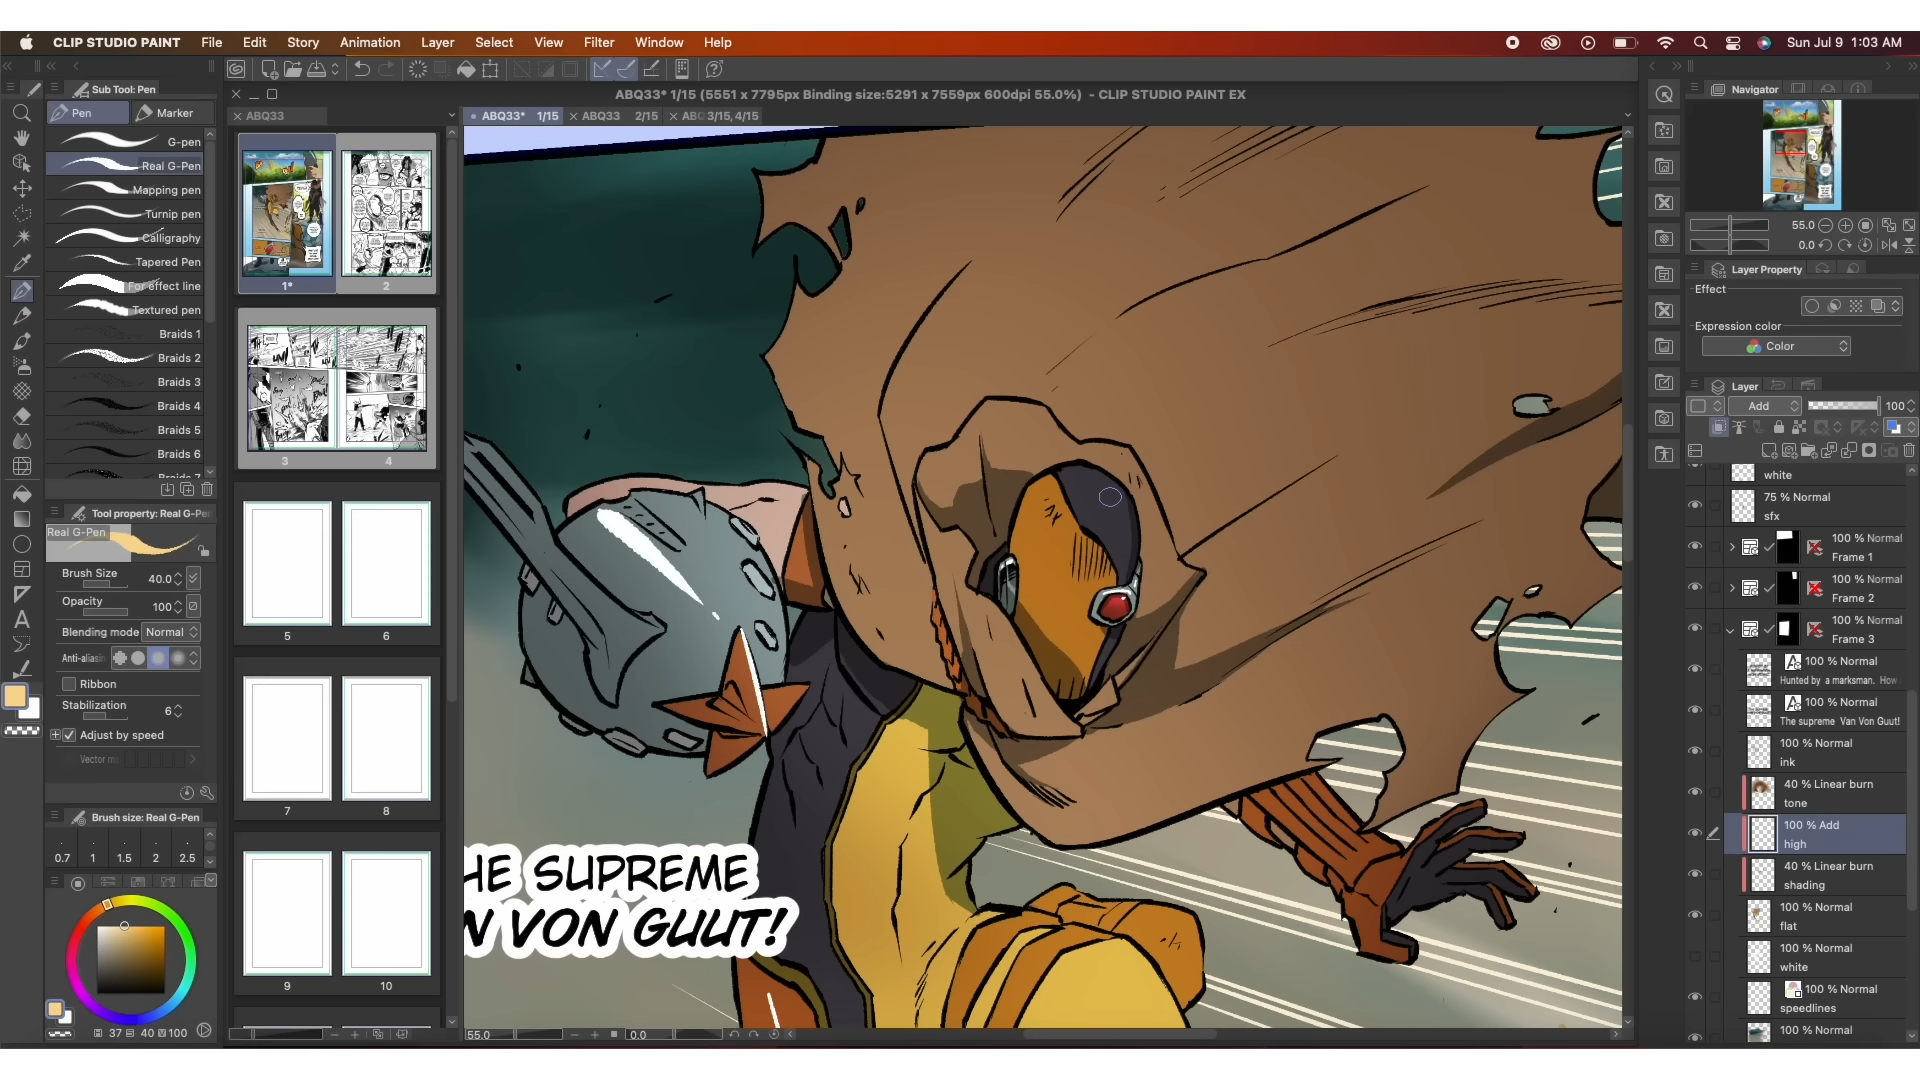 CLIP STUDIO PAINT File Edit Story Animation Layer Select View Filter Window Help
Sun Jul 9 1:03 AM
Sub Tool: Pen
Pen
Marker
G-pen
Real G-Pen
Mapping pen
Turnip pen
Calligraphy
Tapered Pen
For effect line
Textured pen
Braids 1
Braids 2
Braids 3
Braids 4
Braids 5
Braids 6
Tool property: Real G-Pen
Real G-Pen
Brush Size 40.0
Opacity 100
Blending mode Normal
Anti-aliasing
Ribbon
Stabilization 6
Adjust by speed
Brush size: Real G-Pen
0.7 1 1.5 2 2.5
37 40 100
ABQ33* 1/15 (5551 x 7795px Binding size:5291 x 7559px 600dpi 55.0%) - CLIP STUDIO PAINT EX
ABQ33
ABQ33* 1/15
ABQ33 2/15
3/15, 4/15
1*
2
3
4
5
6
7
8
9
10
HE SUPREME
VON GUUT!
55.0
0.0
Navigator
55.0
0.0
Layer Property
Effect
Expression color
Color
Layer
Add 100
white
75 % Normal
sfx
100 % Normal
Frame 1
100 % Normal
Frame 2
100 % Normal
Frame 3
100 % Normal
Hunted by a marksman. How
100 % Normal
The supreme Van Von Guut!
100 % Normal
ink
40 % Linear burn
tone
100 % Add
high
40 % Linear burn
shading
100 % Normal
flat
100 % Normal
white
100 % Normal
speedlines
100 % Normal